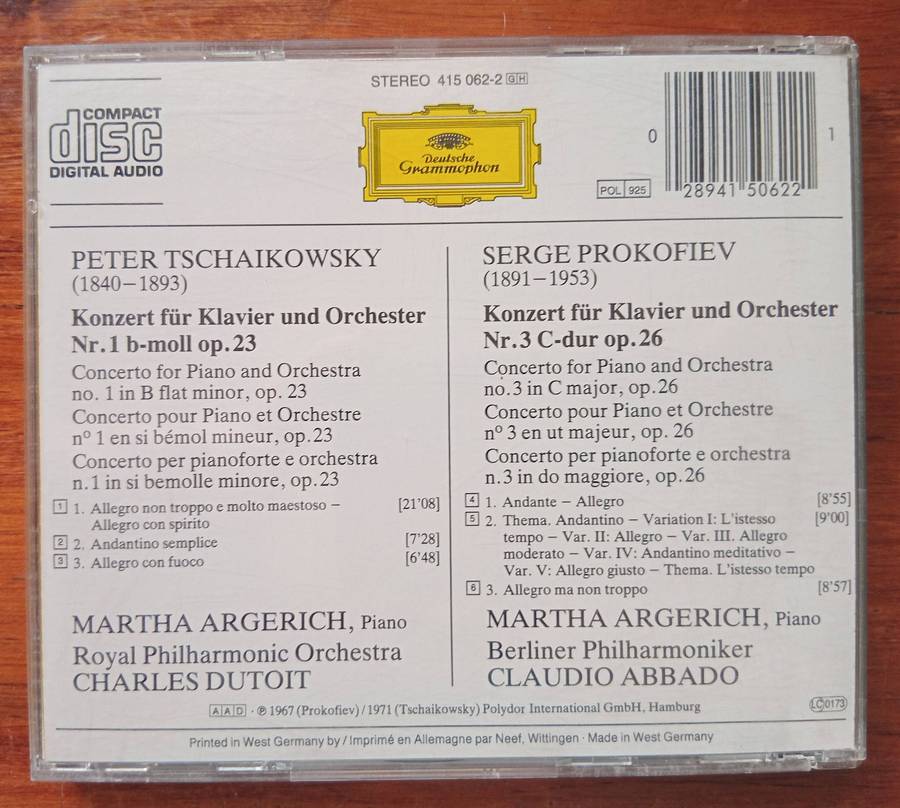 STEREO 415 062-2 GH
COMPACT
disc
DIGITAL AUDIO
Deutsche
Grammophon
POL 925
0 28941 50622 1
PETER TSCHAIKOWSKY
(1840–1893)
Konzert für Klavier und Orchester
Nr. 1 b-moll op. 23
Concerto for Piano and Orchestra
no. 1 in B flat minor, op. 23
Concerto pour Piano et Orchestre
nº 1 en si bémol mineur, op. 23
Concerto per pianoforte e orchestra
n. 1 in si bemolle minore, op. 23
1 1. Allegro non troppo e molto maestoso – [21'08]
Allegro con spirito
2 2. Andantino semplice [7'28]
3 3. Allegro con fuoco [6'48]
MARTHA ARGERICH, Piano
Royal Philharmonic Orchestra
CHARLES DUTOIT
SERGE PROKOFIEV
(1891–1953)
Konzert für Klavier und Orchester
Nr. 3 C-dur op. 26
Concerto for Piano and Orchestra
no. 3 in C major, op. 26
Concerto pour Piano et Orchestre
nº 3 en ut majeur, op. 26
Concerto per pianoforte e orchestra
n. 3 in do maggiore, op. 26
4 1. Andante – Allegro [8'55]
5 2. Thema. Andantino – Variation I: L'istesso [9'00]
tempo – Var. II: Allegro – Var. III. Allegro
moderato – Var. IV: Andantino meditativo –
Var. V: Allegro giusto – Thema. L'istesso tempo
6 3. Allegro ma non troppo [8'57]
MARTHA ARGERICH, Piano
Berliner Philharmoniker
CLAUDIO ABBADO
AAD · ℗ 1967 (Prokofiev) / 1971 (Tschaikowsky) Polydor International GmbH, Hamburg
LC 0173
Printed in West Germany by / Imprimé en Allemagne par Neef, Wittingen · Made in West Germany